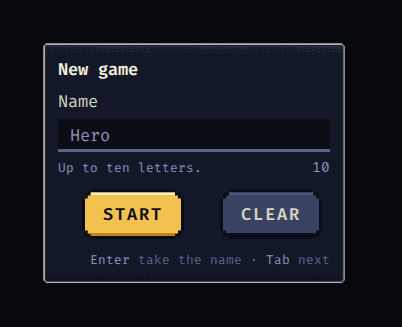 New game
Name
Hero
Up to ten letters. 10
START CLEAR
Enter take the name · Tab next